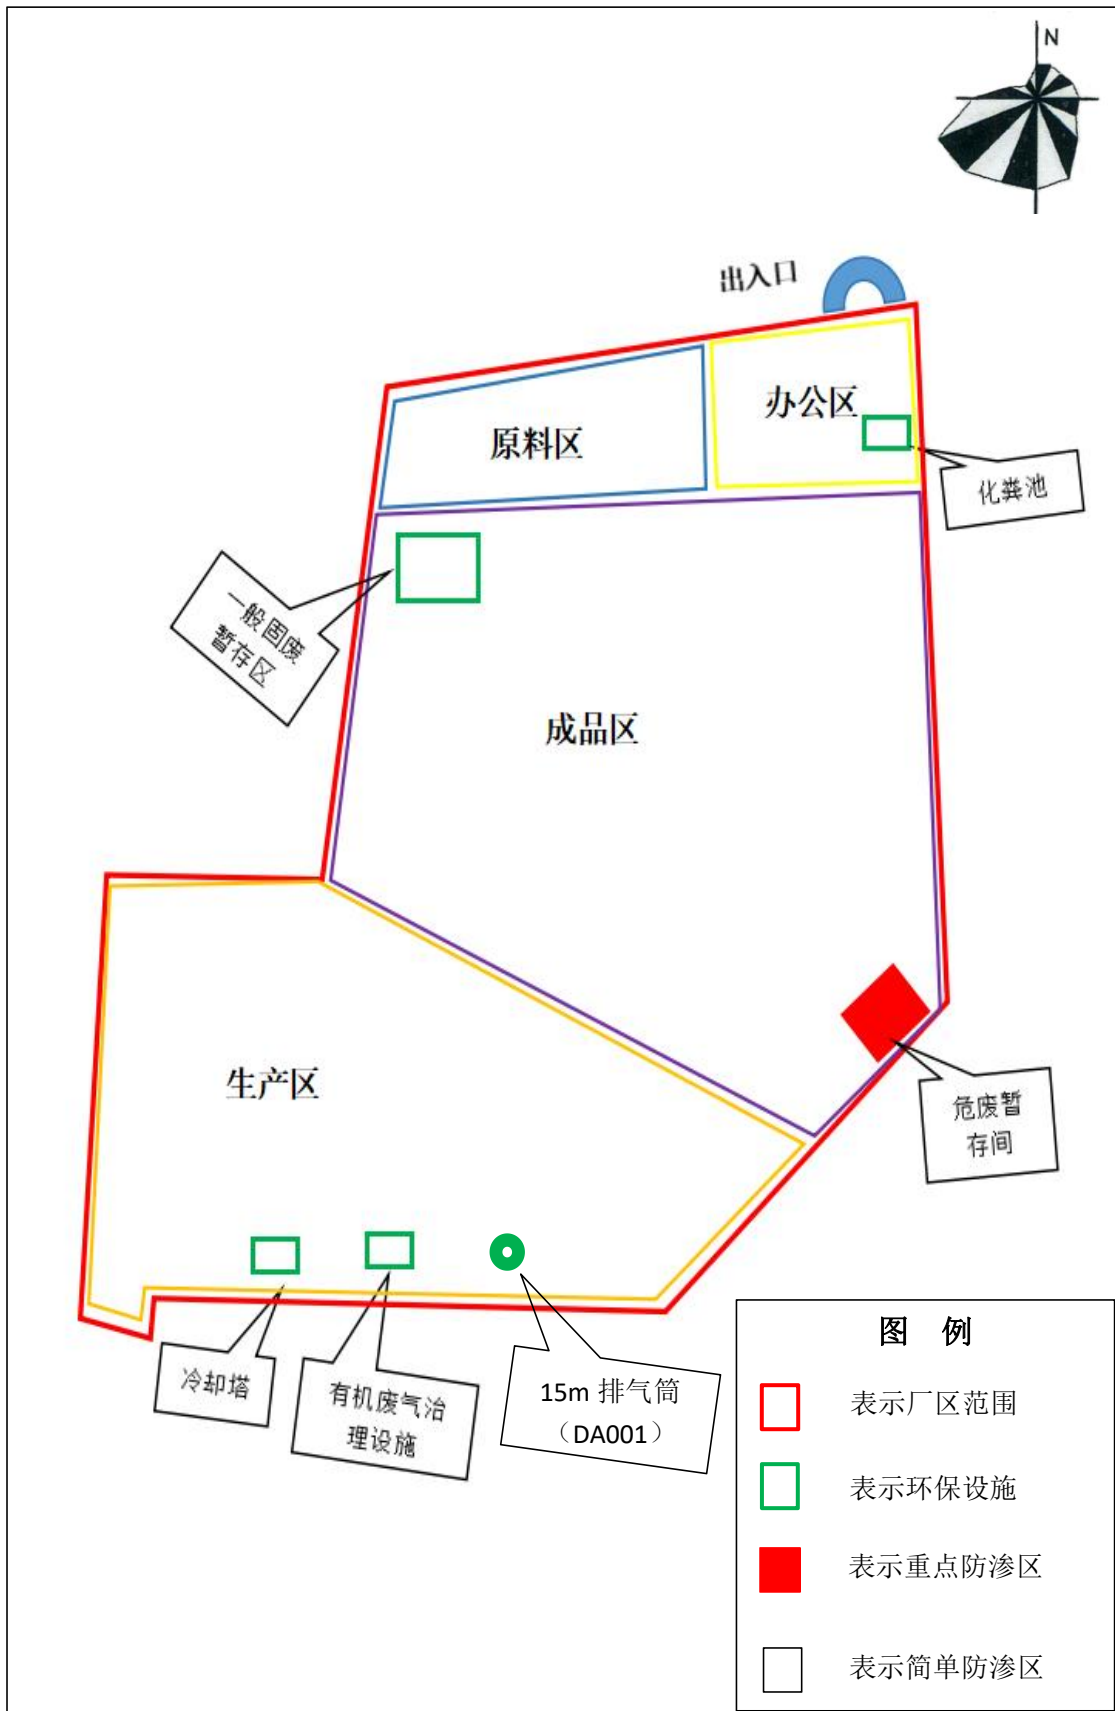 N
出入口
办公区
原料区
化粪池
一般固废
暂存区
成品区
生产区
危废暂
存间
冷却塔
有机废气治
理设施
15m 排气筒
（DA001）
图 例
表示厂区范围
表示环保设施
表示重点防渗区
表示简单防渗区